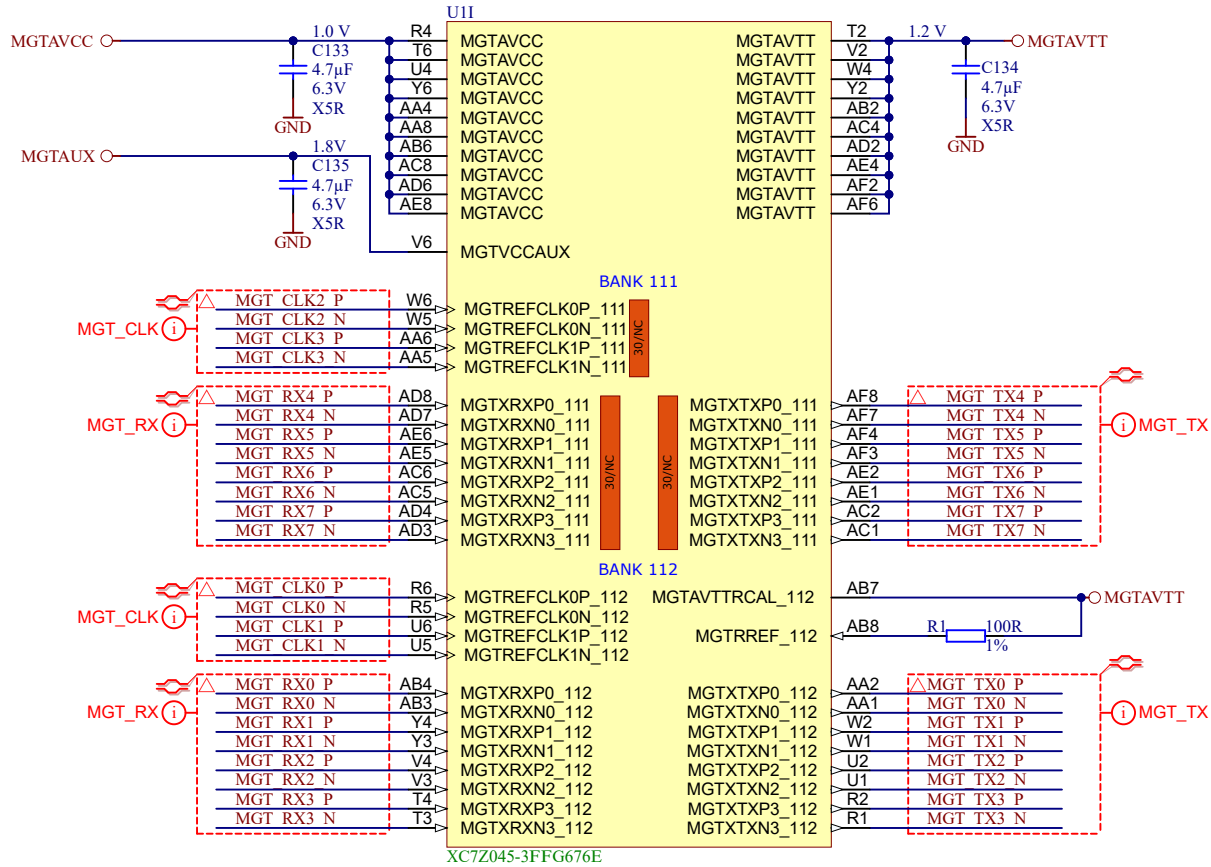 U1I
MGTAVCC 1.0 V R4 MGTAVCC MGTAVTT T2 1.2 V MGTAVTT
C133 T6 MGTAVCC MGTAVTT V2 C134
4.7µF U4 MGTAVCC MGTAVTT W4 4.7µF
6.3V Y6 MGTAVCC MGTAVTT Y2 6.3V
X5R AA4 MGTAVCC MGTAVTT AB2 X5R
GND AA8 MGTAVCC MGTAVTT AC4 GND
MGTAUX 1.8V AB6 MGTAVCC MGTAVTT AD2
C135 AC8 MGTAVCC MGTAVTT AE4
4.7µF AD6 MGTAVCC MGTAVTT AF2
6.3V AE8 MGTAVCC MGTAVTT AF6
X5R
GND V6 MGTVCCAUX
BANK 111
MGT_CLK2_P W6 MGTREFCLK0P_111
MGT_CLK i MGT_CLK2_N W5 MGTREFCLK0N_111 30/NC
MGT_CLK3_P AA6 MGTREFCLK1P_111
MGT_CLK3_N AA5 MGTREFCLK1N_111
MGT_RX4_P AD8 MGTXRXP0_111 MGTXTXP0_111 AF8 MGT_TX4_P
MGT_RX i MGT_RX4_N AD7 MGTXRXN0_111 MGTXTXN0_111 AF7 MGT_TX4_N i MGT_TX
MGT_RX5_P AE6 MGTXRXP1_111 MGTXTXP1_111 AF4 MGT_TX5_P
MGT_RX5_N AE5 MGTXRXN1_111 30/NC 30/NC MGTXTXN1_111 AF3 MGT_TX5_N
MGT_RX6_P AC6 MGTXRXP2_111 MGTXTXP2_111 AE2 MGT_TX6_P
MGT_RX6_N AC5 MGTXRXN2_111 MGTXTXN2_111 AE1 MGT_TX6_N
MGT_RX7_P AD4 MGTXRXP3_111 MGTXTXP3_111 AC2 MGT_TX7_P
MGT_RX7_N AD3 MGTXRXN3_111 MGTXTXN3_111 AC1 MGT_TX7_N
BANK 112
MGT_CLK0_P R6 MGTREFCLK0P_112 MGTAVTTRCAL_112 AB7 MGTAVTT
MGT_CLK i MGT_CLK0_N R5 MGTREFCLK0N_112
MGT_CLK1_P U6 MGTREFCLK1P_112 MGTRREF_112 AB8 R1 100R
MGT_CLK1_N U5 MGTREFCLK1N_112 1%
MGT_RX0_P AB4 MGTXRXP0_112 MGTXTXP0_112 AA2 MGT_TX0_P
MGT_RX i MGT_RX0_N AB3 MGTXRXN0_112 MGTXTXN0_112 AA1 MGT_TX0_N i MGT_TX
MGT_RX1_P Y4 MGTXRXP1_112 MGTXTXP1_112 W2 MGT_TX1_P
MGT_RX1_N Y3 MGTXRXN1_112 MGTXTXN1_112 W1 MGT_TX1_N
MGT_RX2_P V4 MGTXRXP2_112 MGTXTXP2_112 U2 MGT_TX2_P
MGT_RX2_N V3 MGTXRXN2_112 MGTXTXN2_112 U1 MGT_TX2_N
MGT_RX3_P T4 MGTXRXP3_112 MGTXTXP3_112 R2 MGT_TX3_P
MGT_RX3_N T3 MGTXRXN3_112 MGTXTXN3_112 R1 MGT_TX3_N
XC7Z045-3FFG676E